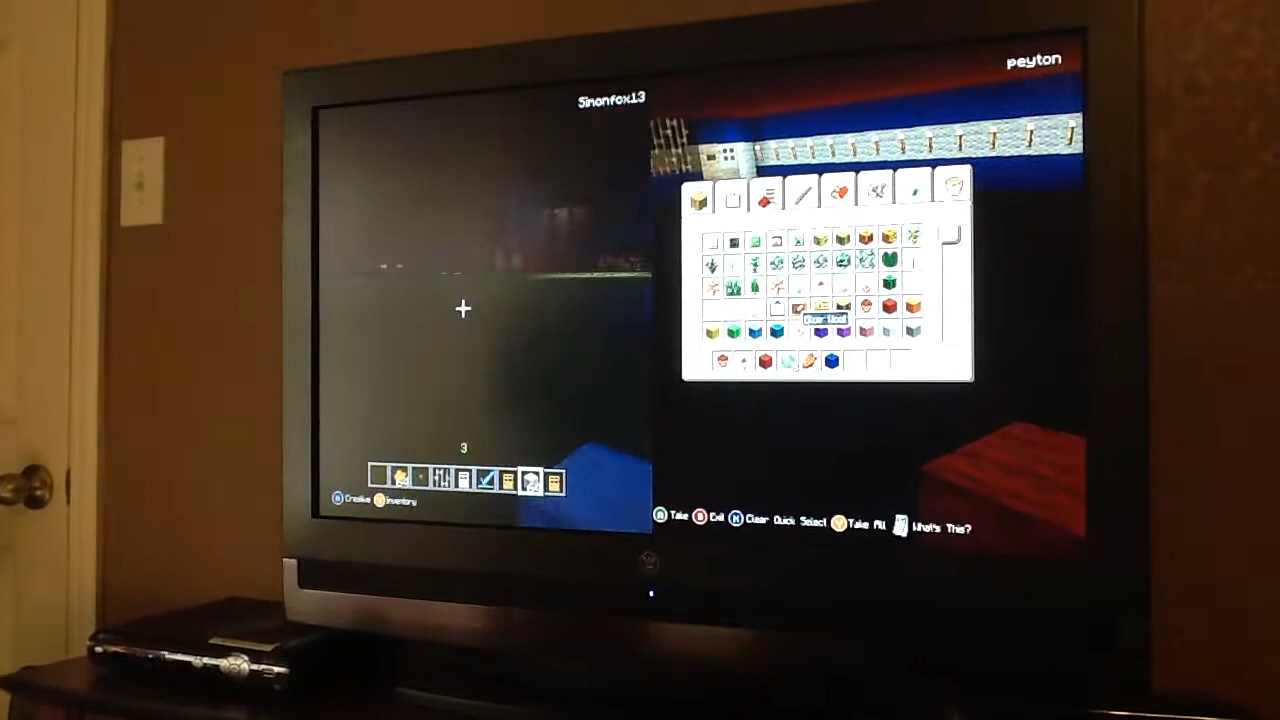 Simonfox13
peyton
3
Creative Inventory
Take Exit Clear Quick Select Take All What's This?